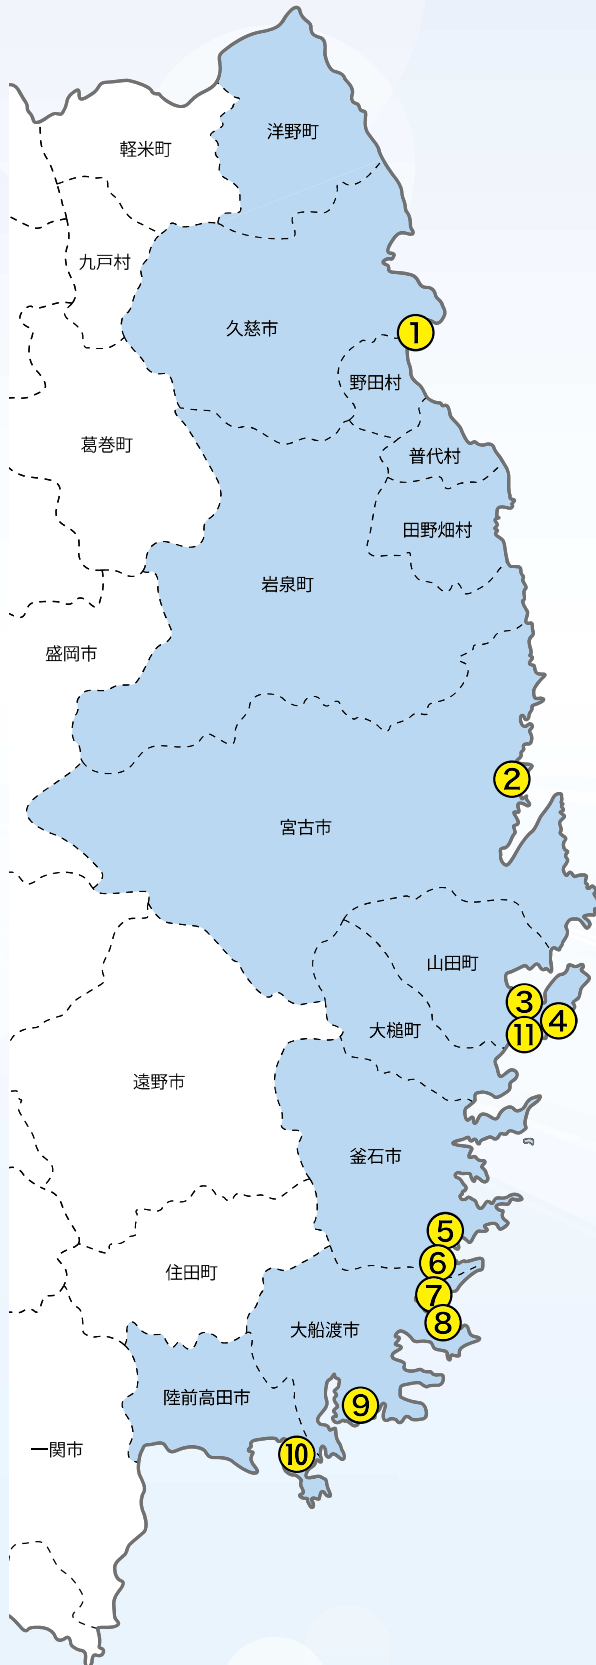 洋野町
軽米町
九戸村
久慈市
1
野田村
葛巻町
普代村
田野畑村
岩泉町
盛岡市
2
宮古市
山田町
3
4
大槌町
11
遠野市
釜石市
5
6
住田町
7
8
大船渡市
陸前高田市
9
一関市
10